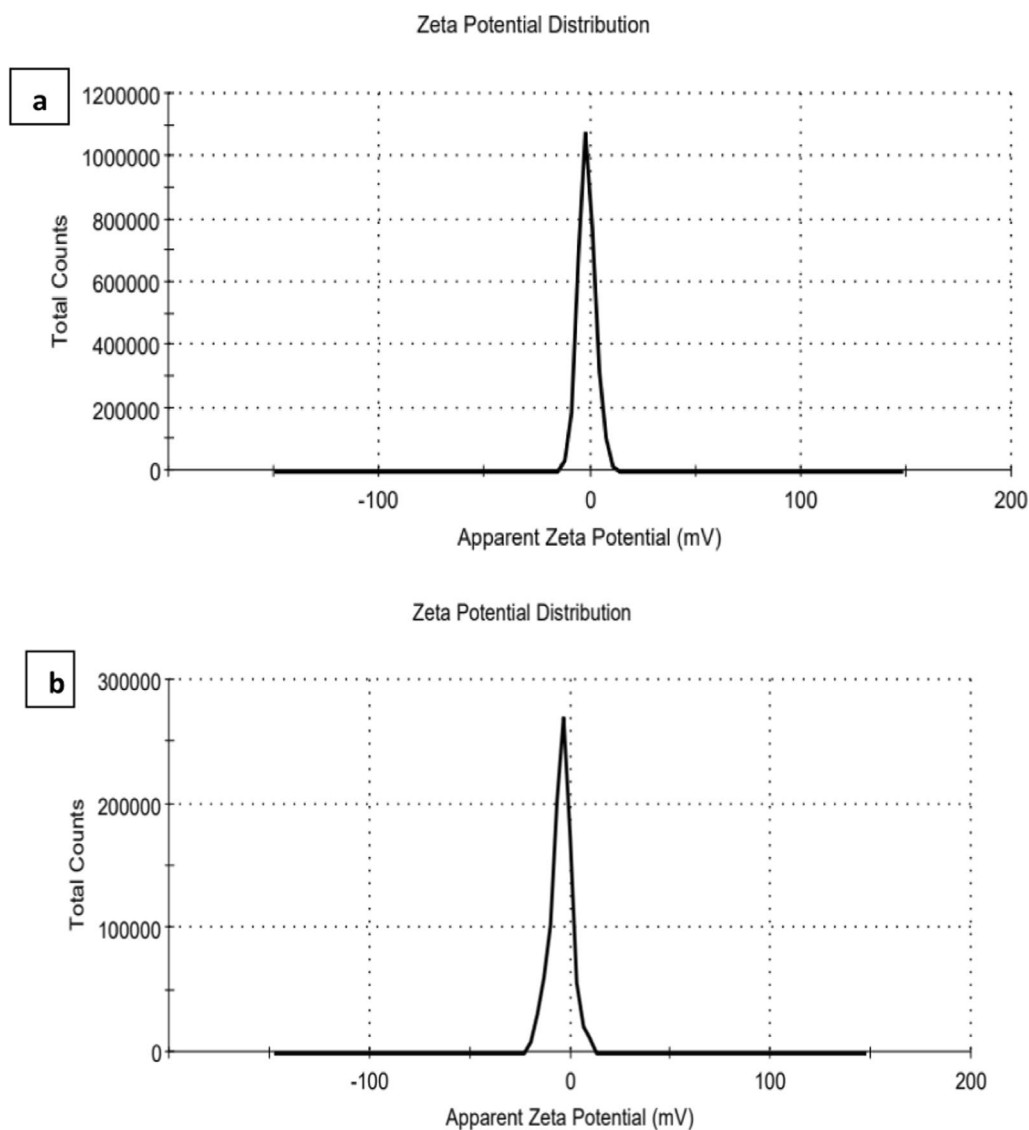 Zeta Potential Distribution
a
1200000
1000000
800000
600000
400000
200000
0
Total Counts
-100 0 100 200
Apparent Zeta Potential (mV)
Zeta Potential Distribution
b
300000
200000
100000
0
Total Counts
-100 0 100 200
Apparent Zeta Potential (mV)